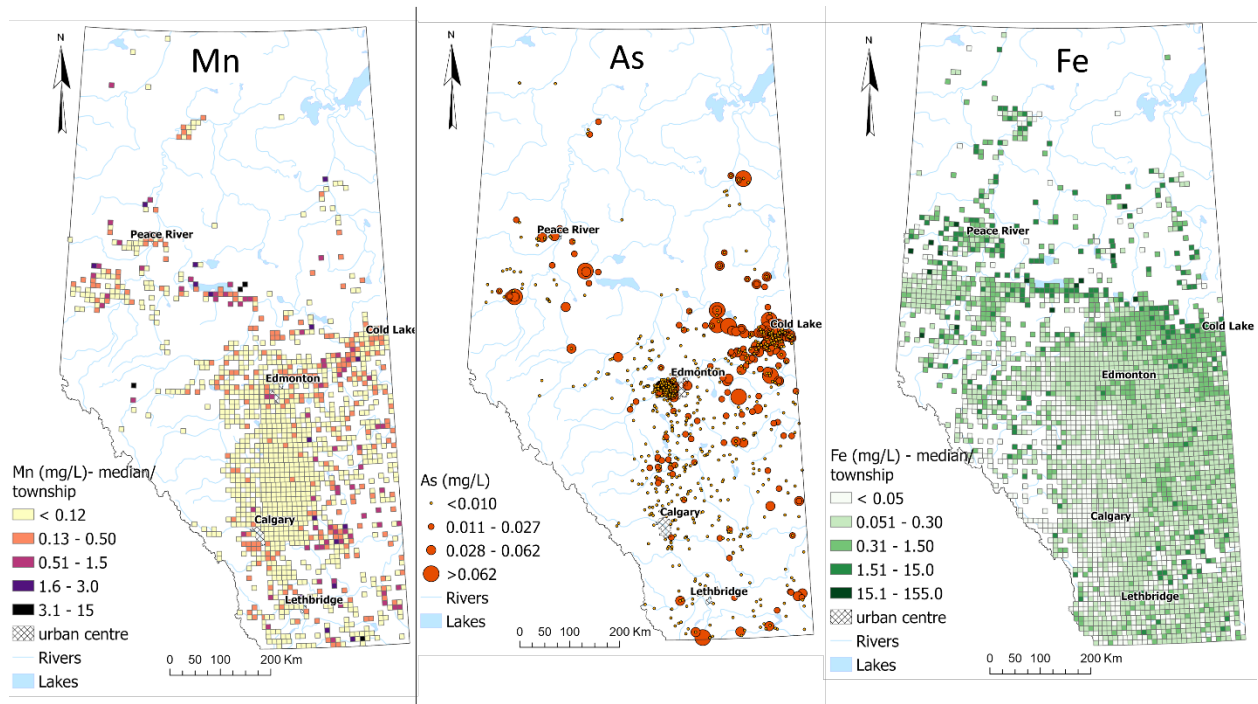 N
Mn
Peace River
Cold Lake
Edmonton
Calgary
Lethbridge
Mn (mg/L)- median/
township
< 0.12
0.13 - 0.50
0.51 - 1.5
1.6 - 3.0
3.1 - 15
urban centre
Rivers
Lakes
0 50 100 200 Km
N
As
Peace River
Cold Lake
Edmonton
Calgary
Lethbridge
As (mg/L)
<0.010
0.011 - 0.027
0.028 - 0.062
>0.062
Rivers
Lakes
0 50 100 200 Km
N
Fe
Peace River
Cold Lake
Edmonton
Calgary
Lethbridge
Fe (mg/L) - median/
township
< 0.05
0.051 - 0.30
0.31 - 1.50
1.51 - 15.0
15.1 - 155.0
Rivers
Lakes
0 50 100 200 Km